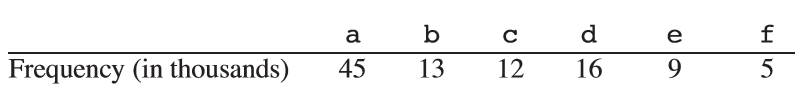 a b c d e f
Frequency (in thousands) 45 13 12 16 9 5